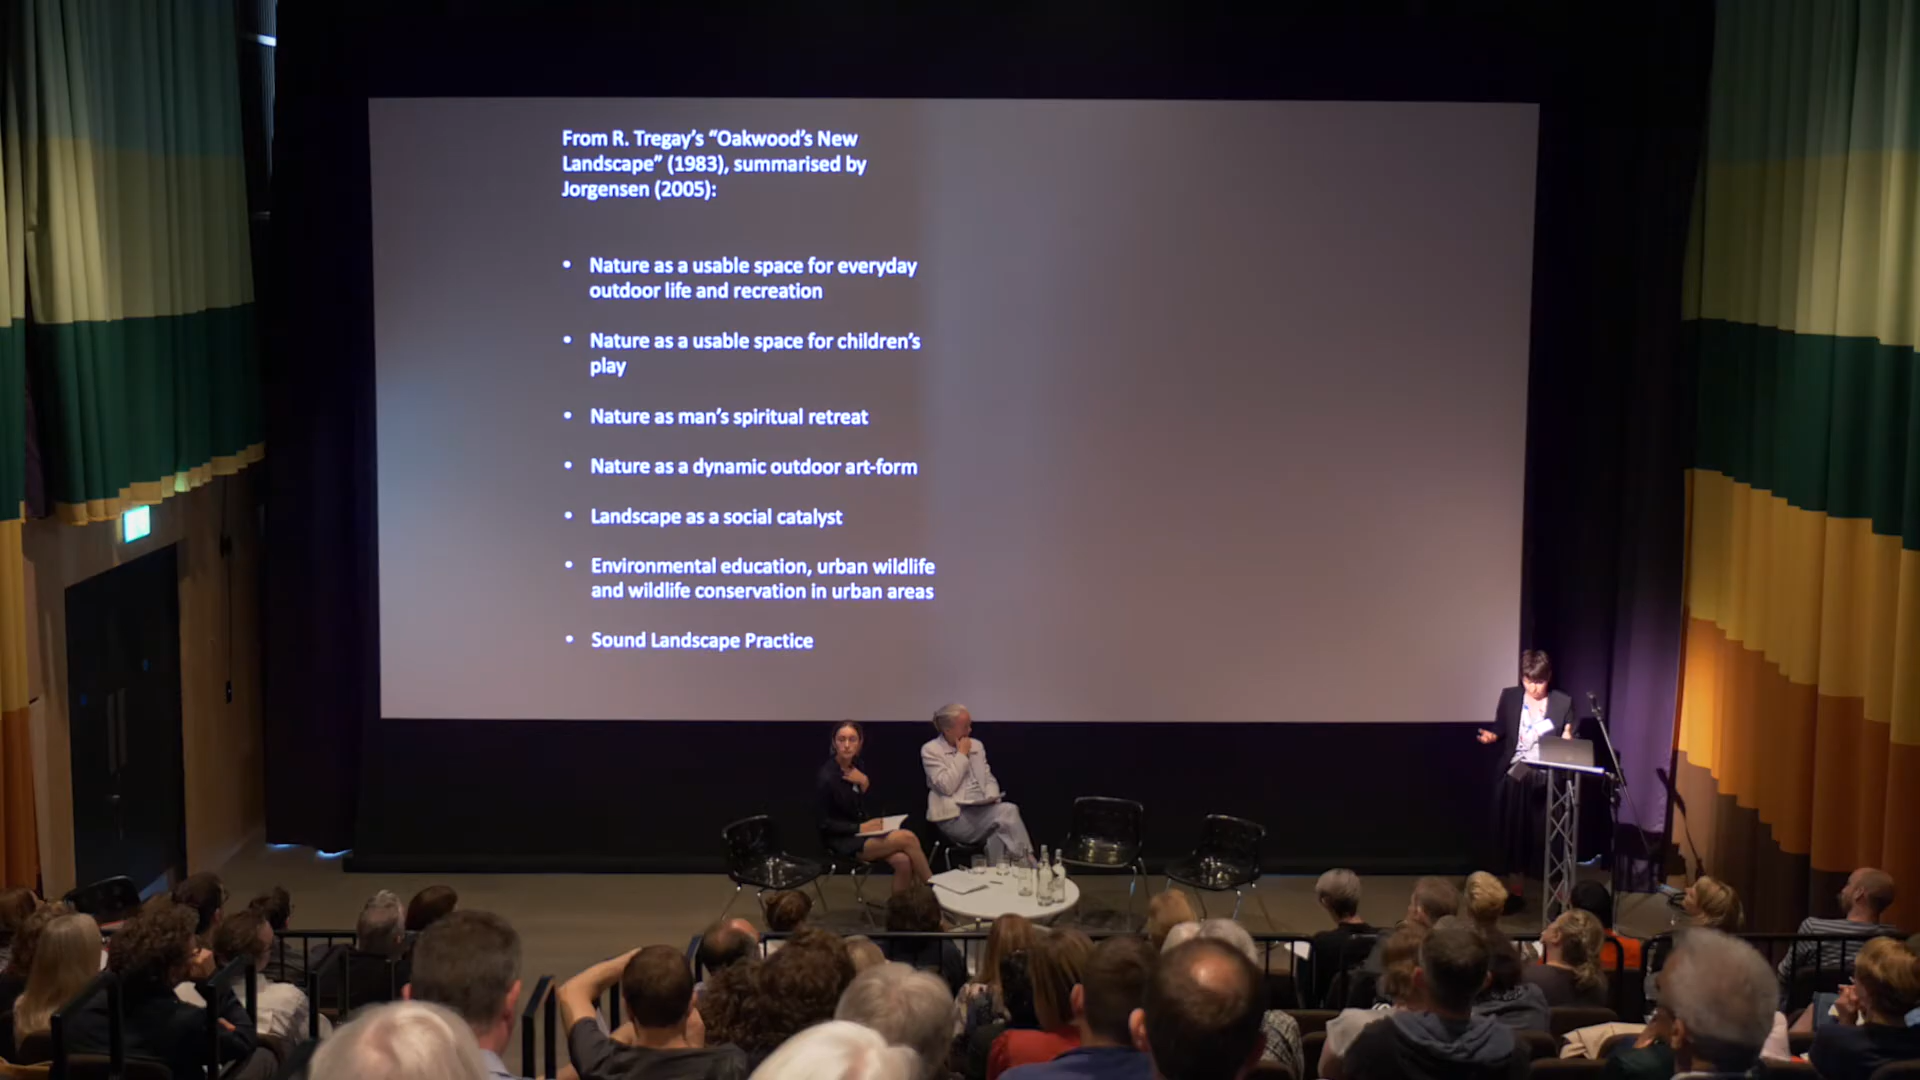 From R. Tregay’s “Oakwood’s New
Landscape” (1983), summarised by
Jorgensen (2005):
• Nature as a usable space for everyday
outdoor life and recreation
• Nature as a usable space for children’s
play
• Nature as man’s spiritual retreat
• Nature as a dynamic outdoor art-form
• Landscape as a social catalyst
• Environmental education, urban wildlife
and wildlife conservation in urban areas
• Sound Landscape Practice